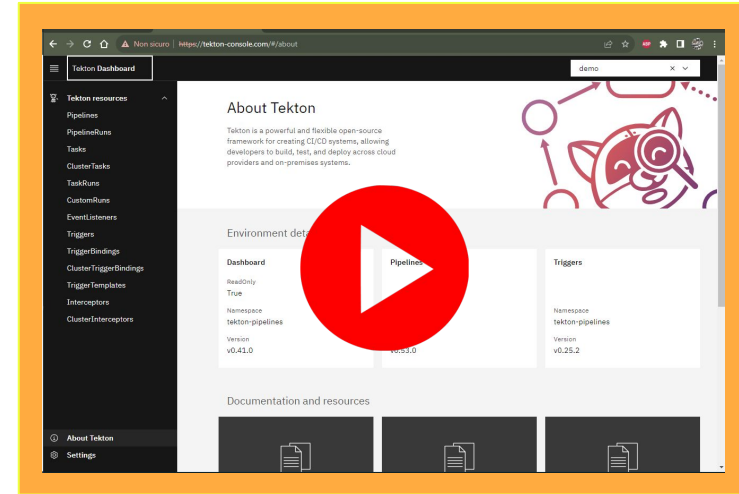 Non sicuro | https://tekton-console.com/#/about
ABP
Tekton Dashboard
demo
Tekton resources
Pipelines
PipelineRuns
Tasks
ClusterTasks
TaskRuns
CustomRuns
EventListeners
Triggers
TriggerBindings
ClusterTriggerBindings
TriggerTemplates
Interceptors
ClusterInterceptors
About Tekton
Settings
About Tekton
Tekton is a powerful and flexible open-source
framework for creating CI/CD systems, allowing
developers to build, test, and deploy across cloud
providers and on-premises systems.
Environment
Dashboard
ReadOnly
True
Namespace
tekton-pipelines
Version
v0.41.0
Pipelines
v0.53.0
Triggers
Namespace
tekton-pipelines
Version
v0.25.2
Documentation and resources